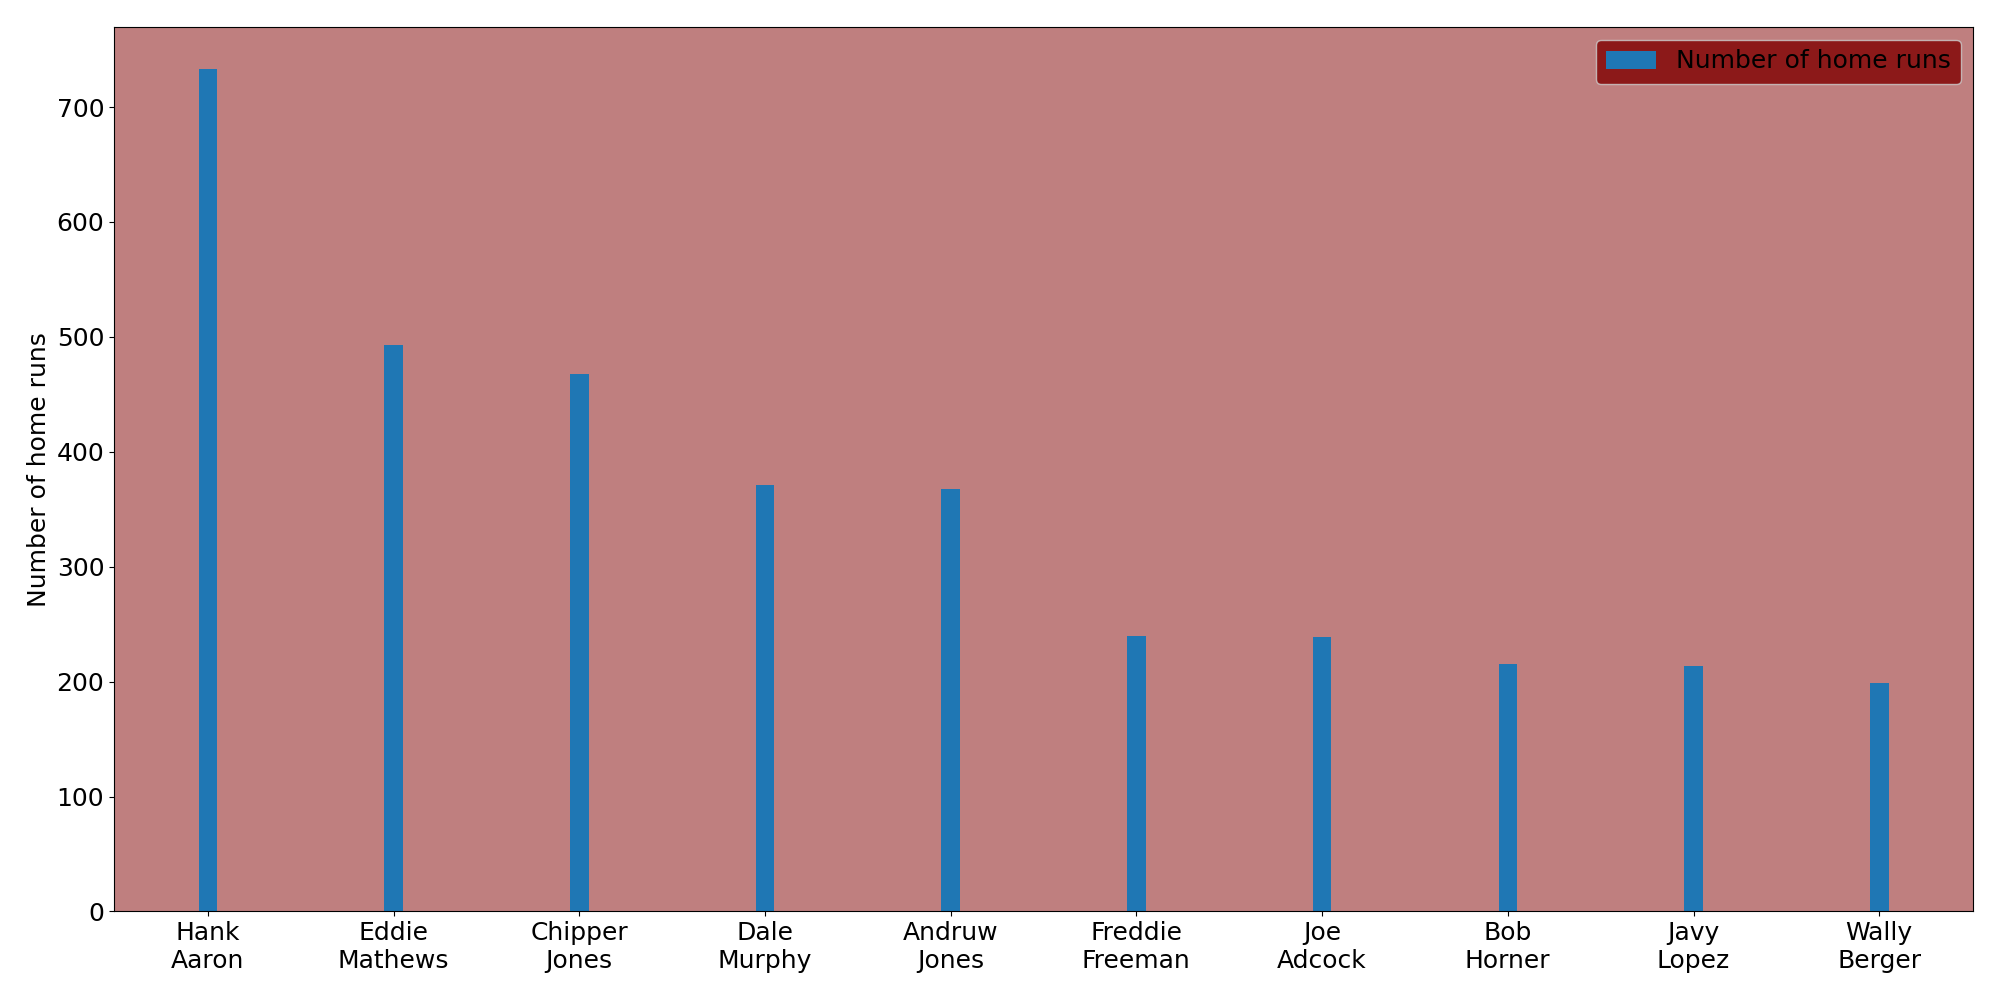 Number of home runs
700
600
500
400
300
200
100
0
Number of home runs
Hank
Aaron
Eddie
Mathews
Chipper
Jones
Dale
Murphy
Andruw
Jones
Freddie
Freeman
Joe
Adcock
Bob
Horner
Javy
Lopez
Wally
Berger